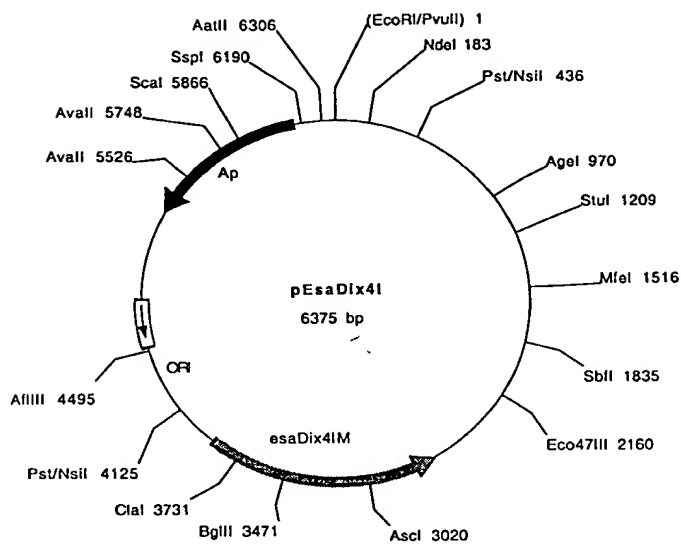 AatII 6306
(EcoRI/PvuII) 1
SspI 6190
NdeI 183
ScaI 5866
Pst/NsiI 436
AvaII 5748
AvaII 5526
Ap
AgeI 970
StuI 1209
pEsaDix4I
6375 bp
MfeI 1516
ORI
SbfI 1835
AflIII 4495
esaDix4IM
Eco47III 2160
Pst/NsiI 4125
ClaI 3731
BglII 3471
AscI 3020